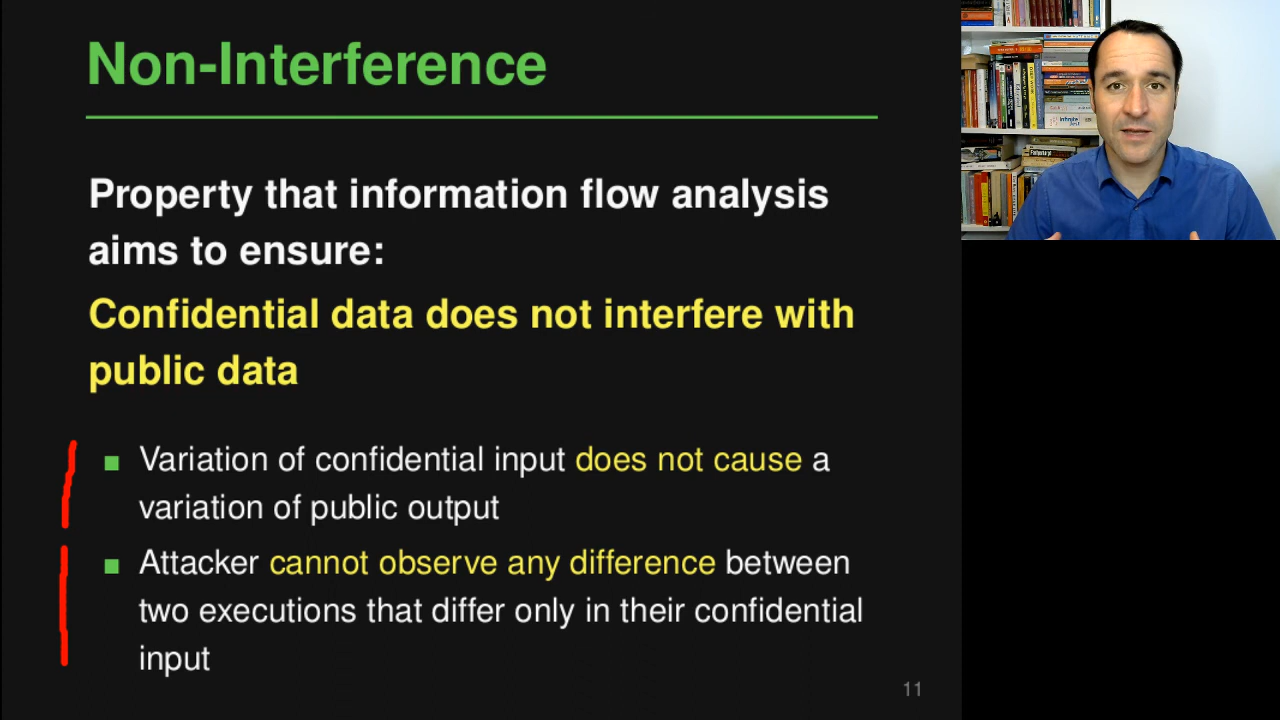 Non-Interference
Property that information flow analysis
aims to ensure:
Confidential data does not interfere with
public data
Variation of confidential input does not cause a
variation of public output
Attacker cannot observe any difference between
two executions that differ only in their confidential
input
11
infinite
jest